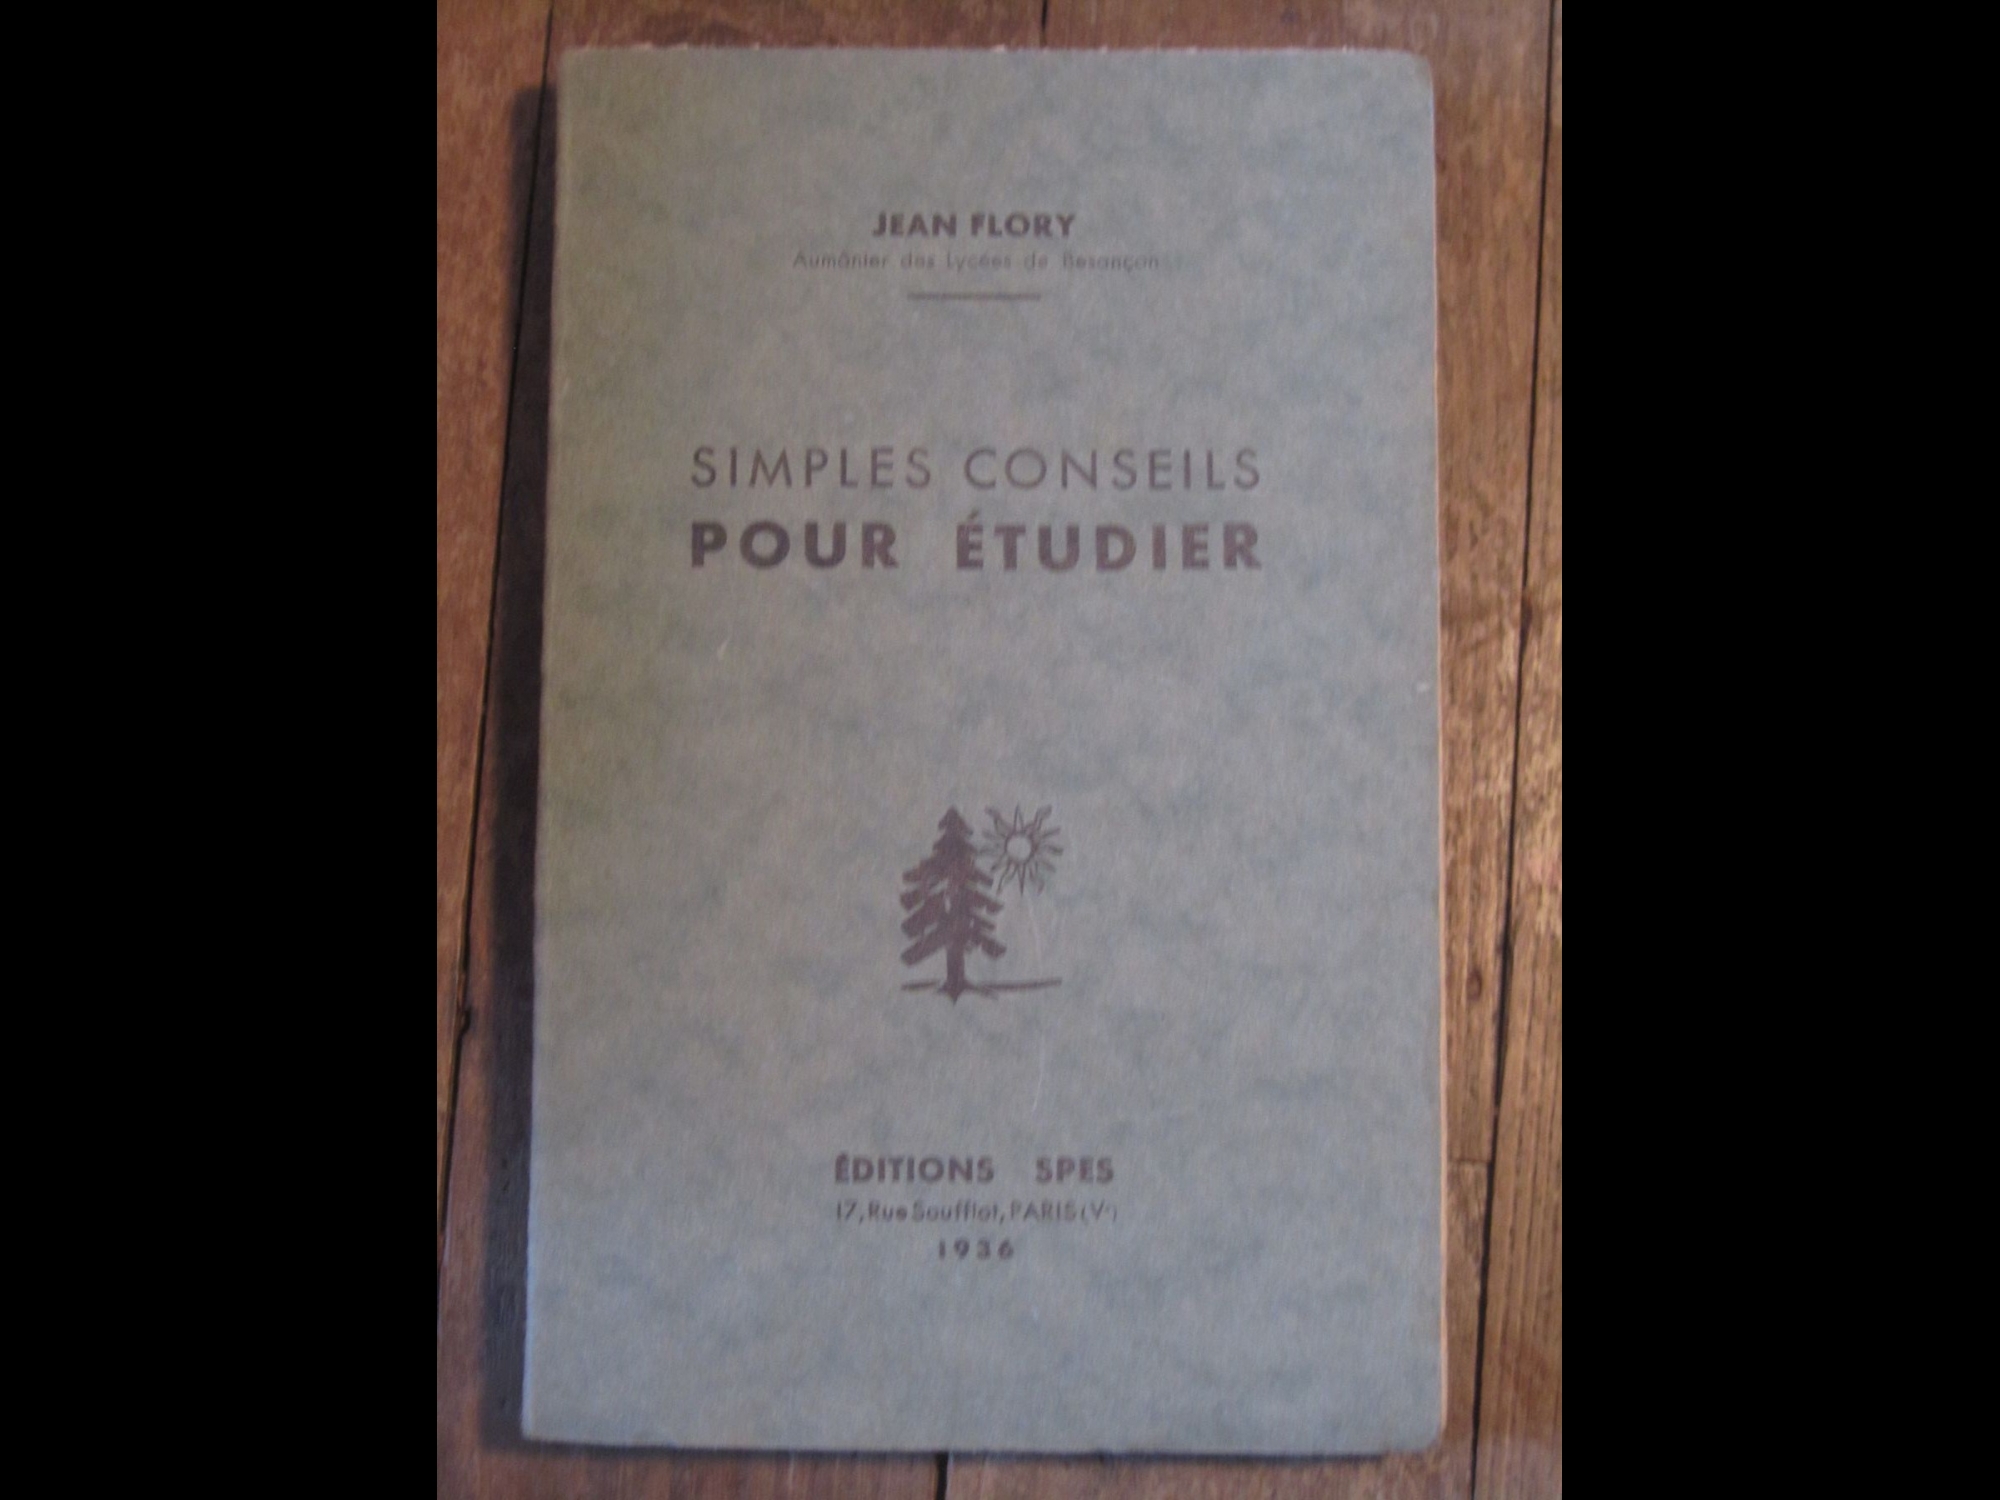 JEAN FLORY
Aumônier des Lycées de Besançon
SIMPLES CONSEILS
POUR ÉTUDIER
ÉDITIONS SPES
17, Rue Soufflot, PARIS (Vᵉ)
1936